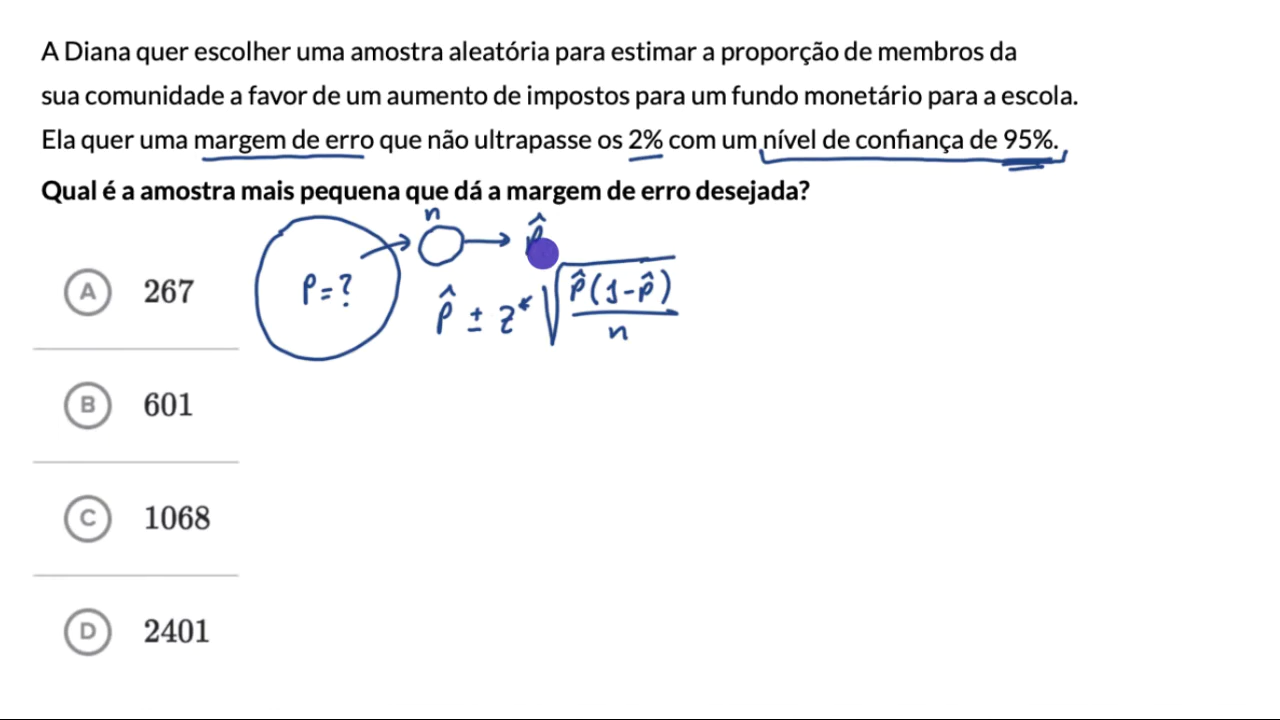 A Diana quer escolher uma amostra aleatória para estimar a proporção de membros da
sua comunidade a favor de um aumento de impostos para um fundo monetário para a escola.
Ela quer uma margem de erro que não ultrapasse os 2% com um nível de confiança de 95%.
Qual é a amostra mais pequena que dá a margem de erro desejada?
n
p̂
A 267
P = ?
p̂ ± z* √(p̂(1-p̂)/n)
B 601
C 1068
D 2401